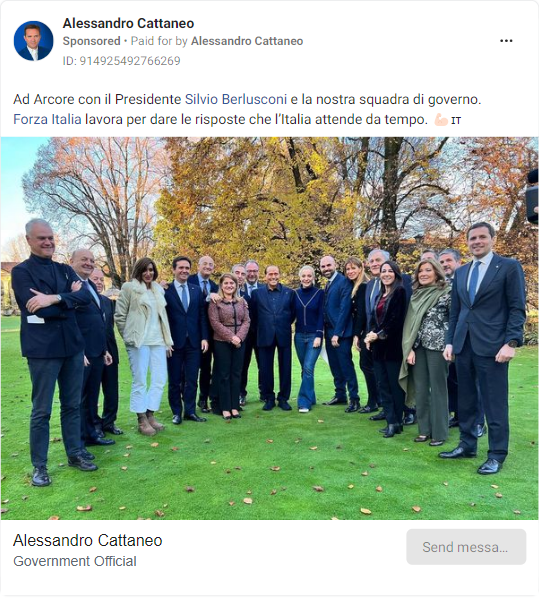 Alessandro Cattaneo
Sponsored • Paid for by Alessandro Cattaneo
ID: 914925492766269
Ad Arcore con il Presidente Silvio Berlusconi e la nostra squadra di governo.
Forza Italia lavora per dare le risposte che l'Italia attende da tempo. 💪🏻 IT
Alessandro Cattaneo
Government Official
Send messa...